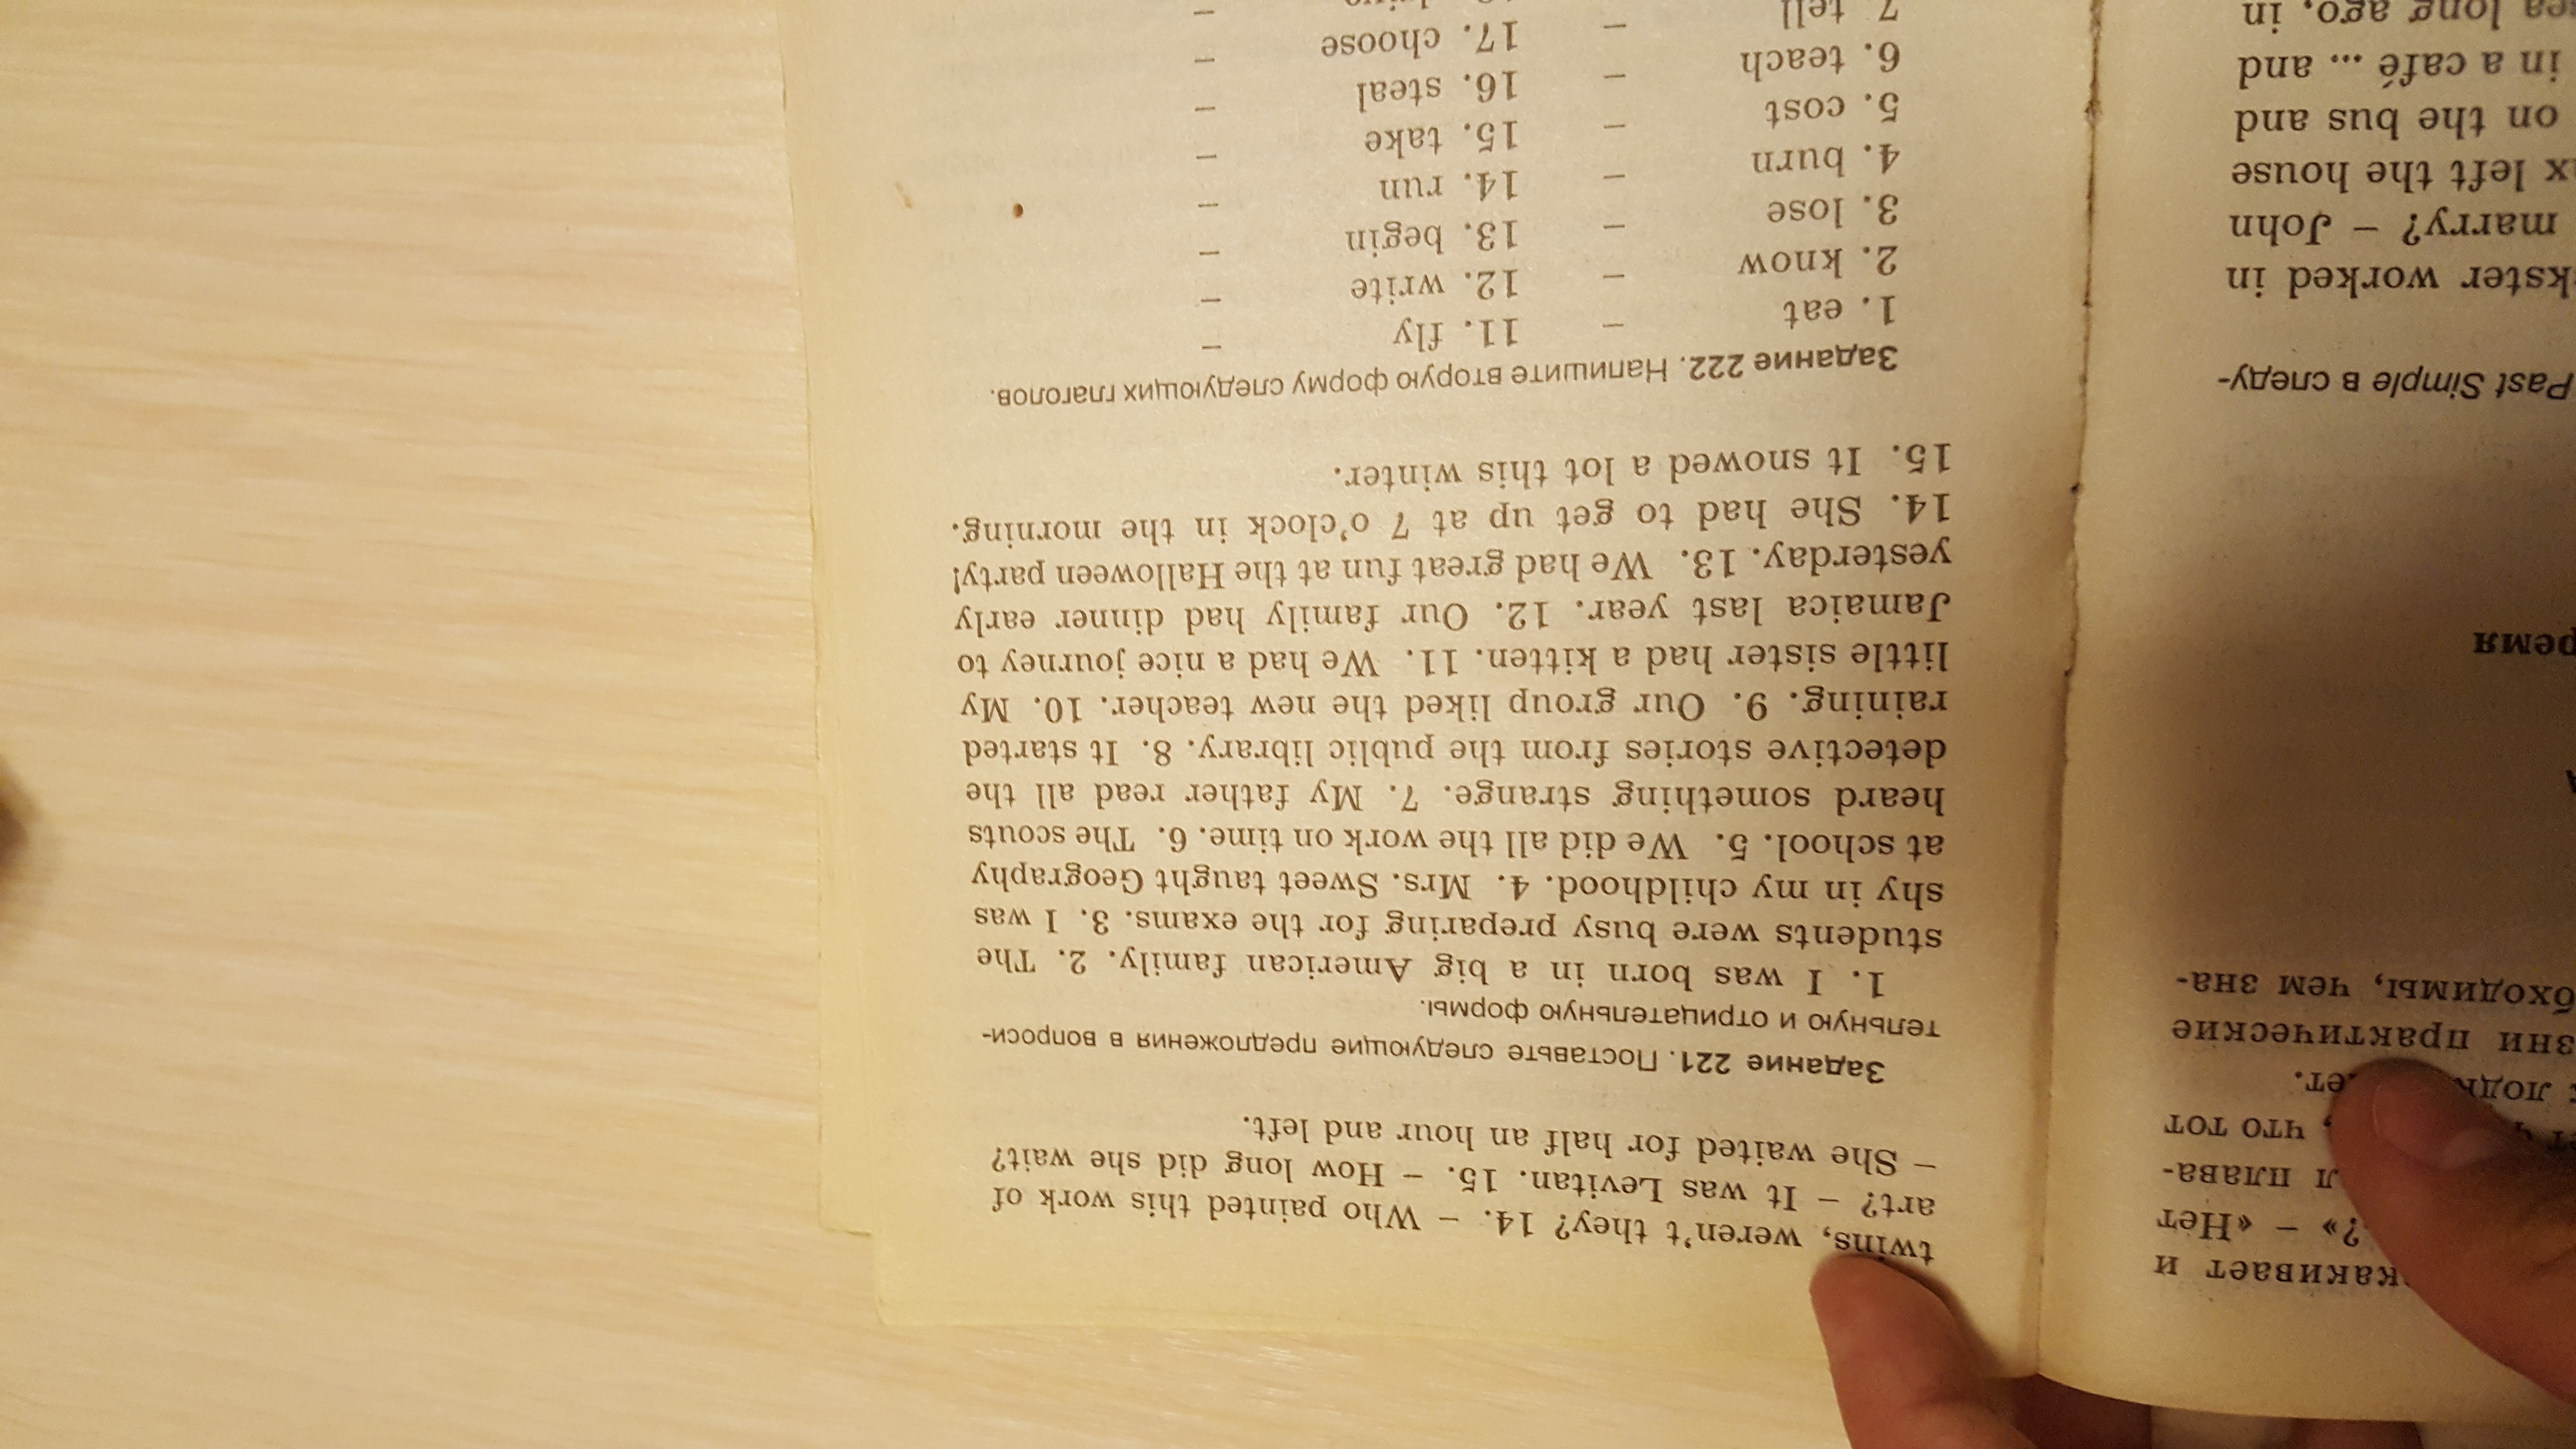 twins, weren't they? 14. – Who painted this work of
art? – It was Levitan. 15. – How long did she wait?
– She waited for half an hour and left.
Задание 221. Поставьте следующие предложения в вопроси-
тельную и отрицательную формы.
1. I was born in a big American family. 2. The
students were busy preparing for the exams. 3. I was
shy in my childhood. 4. Mrs. Sweet taught Geography
at school. 5. We did all the work on time. 6. The scouts
heard something strange. 7. My father read all the
detective stories from the public library. 8. It started
raining. 9. Our group liked the new teacher. 10. My
little sister had a kitten. 11. We had a nice journey to
Jamaica last year. 12. Our family had dinner early
yesterday. 13. We had great fun at the Halloween party!
14. She had to get up at 7 o'clock in the morning.
15. It snowed a lot this winter.
Задание 222. Напишите вторую форму следующих глаголов.
1. eat – 11. fly –
2. know – 12. write –
3. lose – 13. begin –
4. burn – 14. run –
5. cost – 15. take –
6. teach – 16. steal –
7. tell – 17. choose –
?» – «Нет
что тот
зни практические
чем зна-
Past Simple в следу-
worked in
marry? – John
left the house
on the bus and
in a café ... and
long ago, in